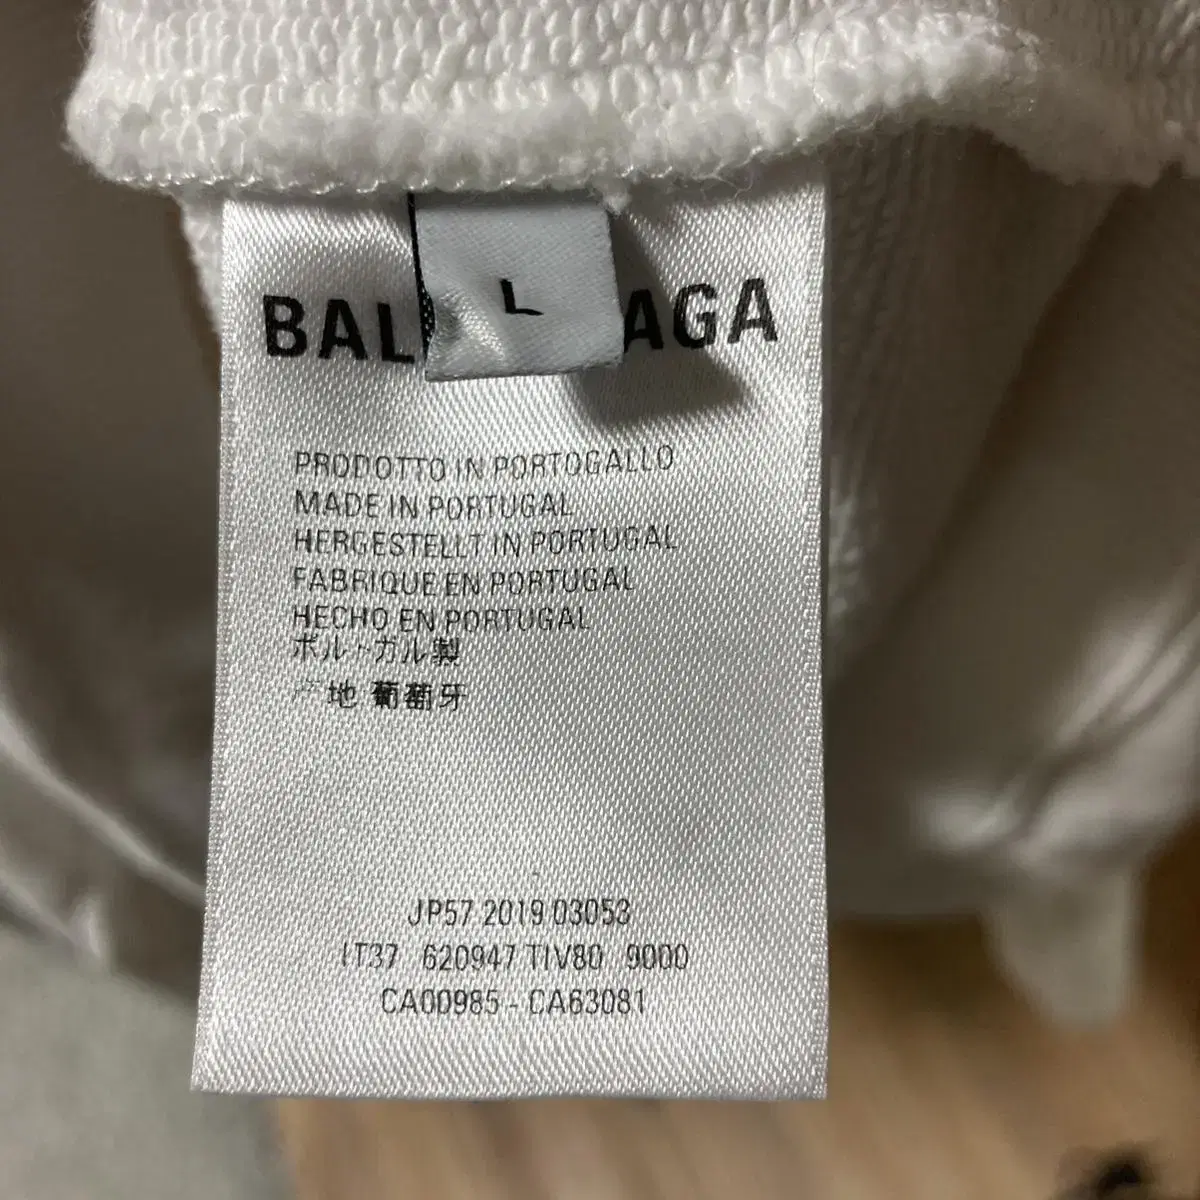 BAL AGA
L
PRODOTTO IN PORTOGALLO
MADE IN PORTUGAL
HERGESTELLT IN PORTUGAL
FABRIQUE EN PORTUGAL
HECHO EN PORTUGAL
ポルトガル製
产地 葡萄牙
JP57 2019 03053
IT37 620947 TIV80 9000
CA00985 - CA63081